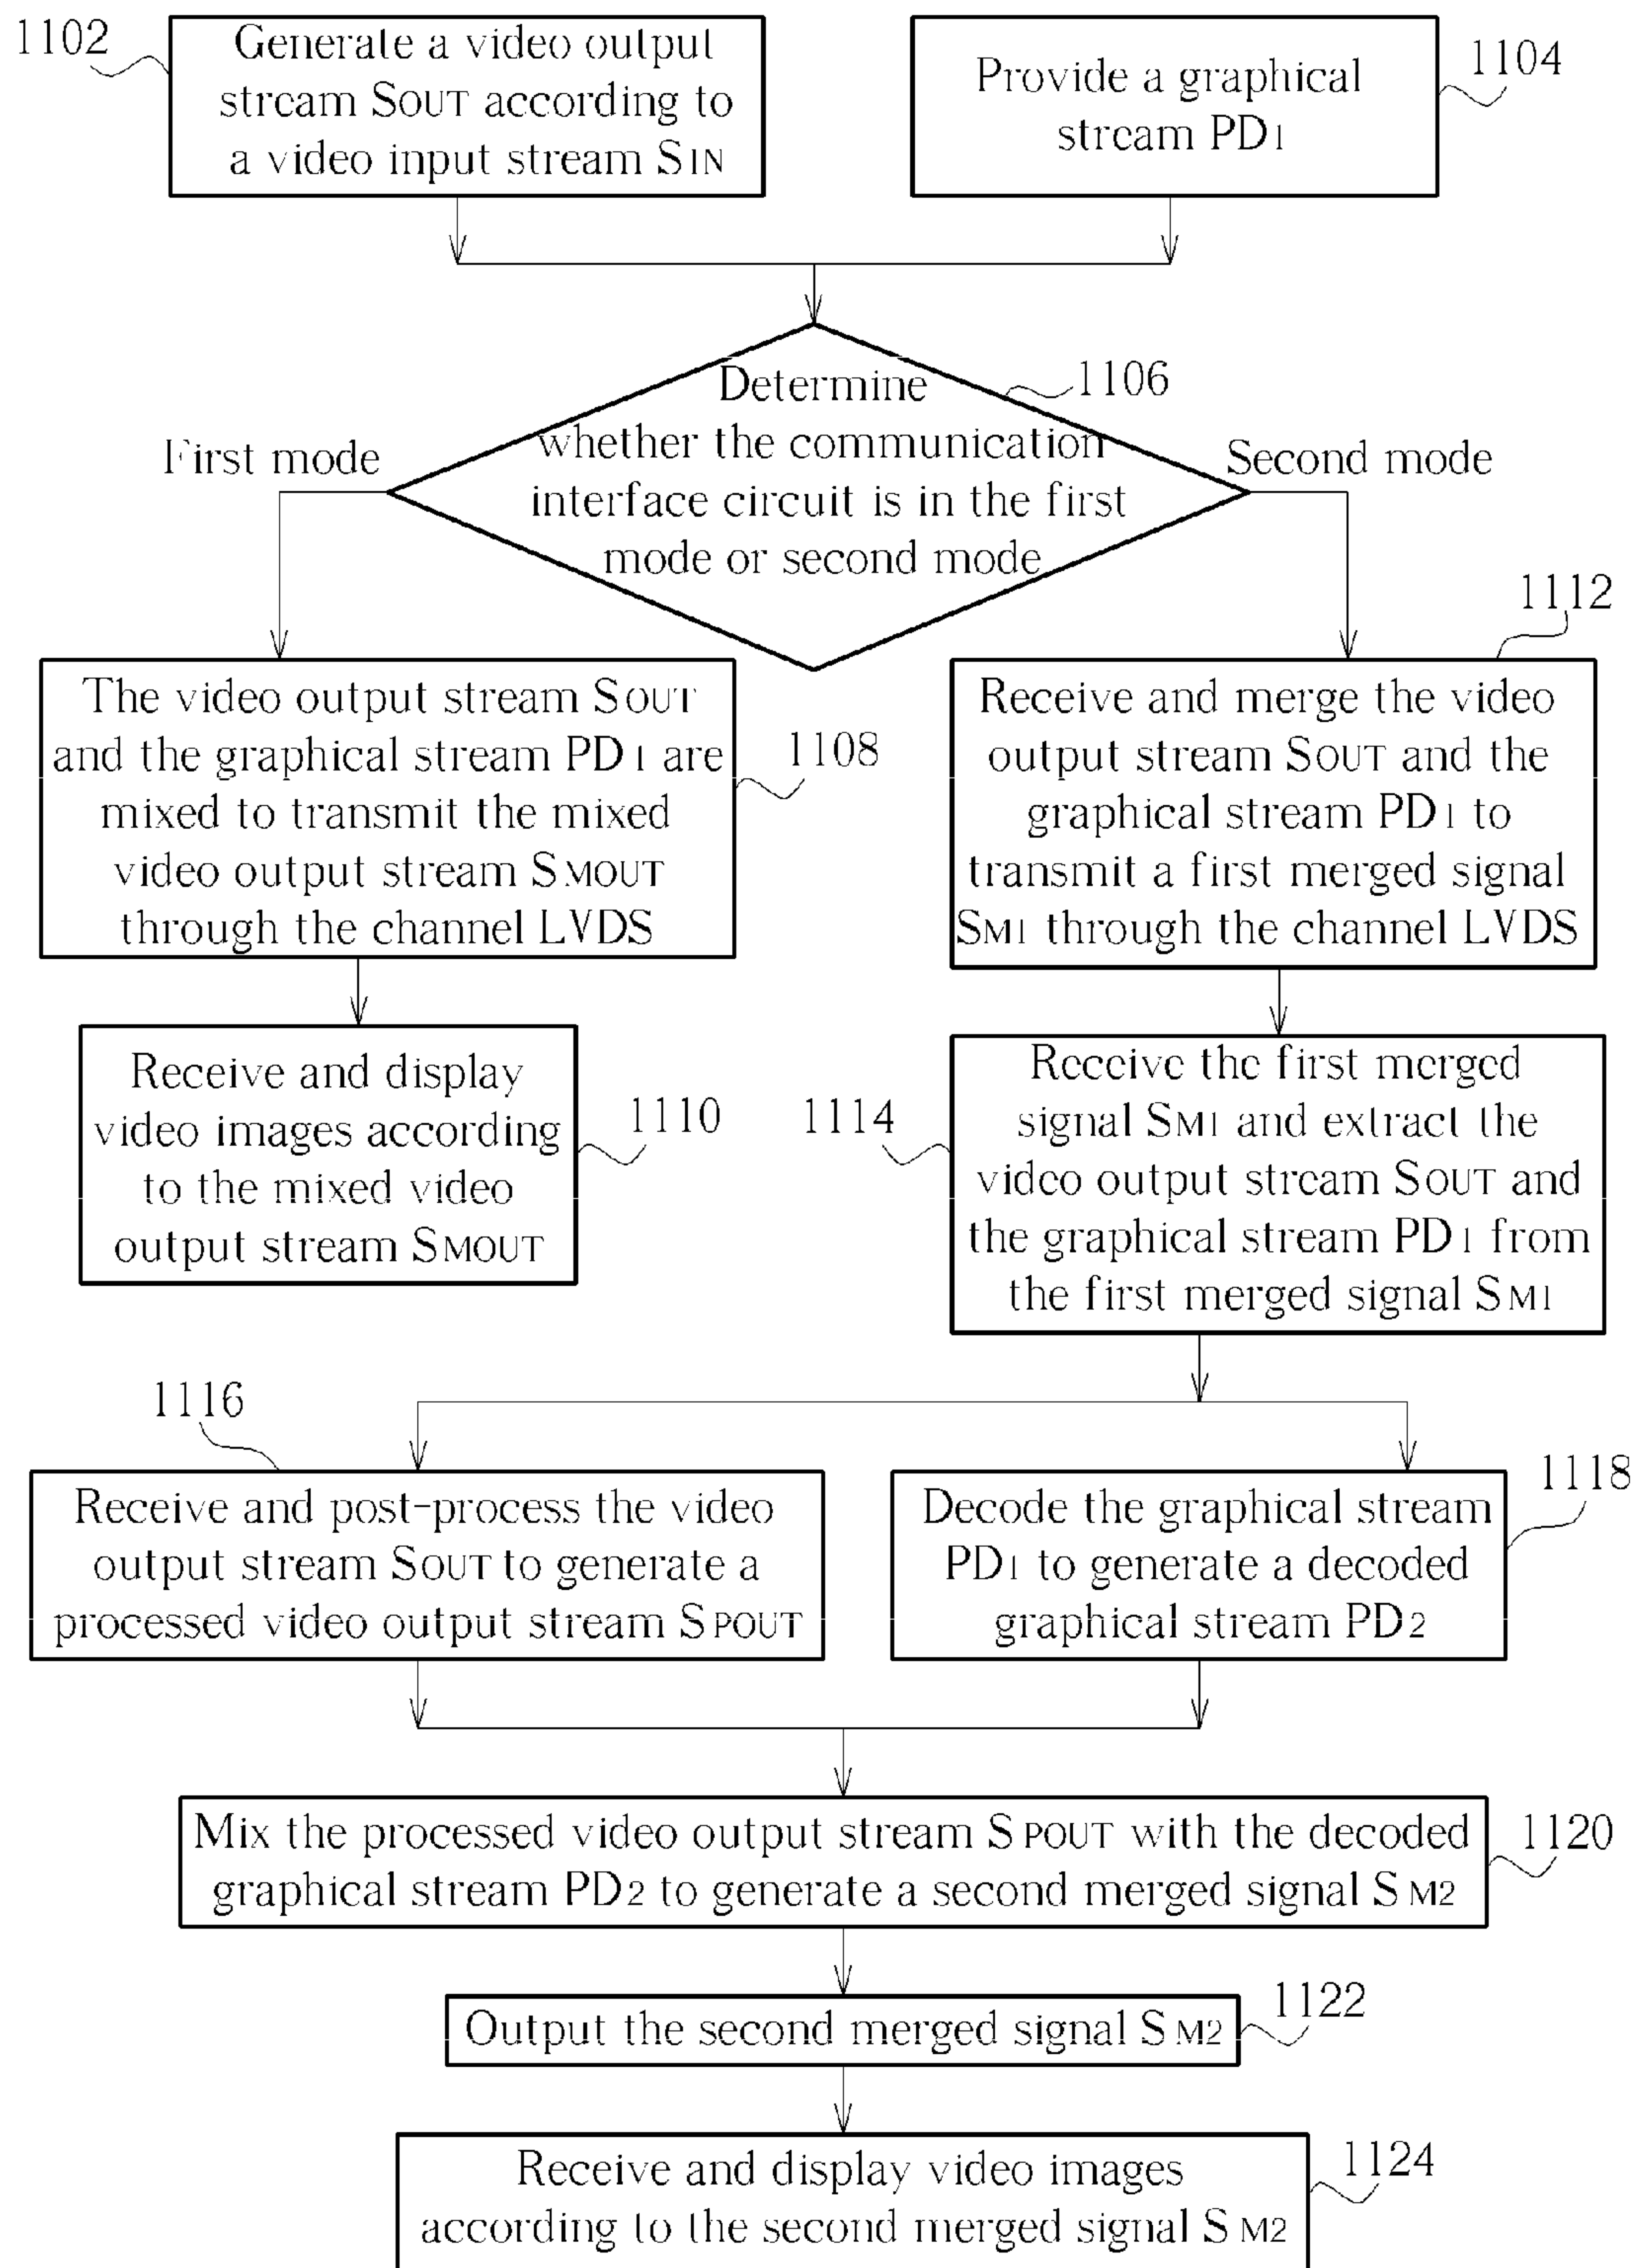 1102
Generate a video output
stream SOUT according to
a video input stream SIN
Provide a graphical
stream PD1
1104
Determine
whether the communication
interface circuit is in the first
mode or second mode
1106
First mode
Second mode
The video output stream SOUT
and the graphical stream PD1 are
mixed to transmit the mixed
video output stream SMOUT
through the channel LVDS
1108
1112
Receive and merge the video
output stream SOUT and the
graphical stream PD1 to
transmit a first merged signal
SM1 through the channel LVDS
Receive and display
video images according
to the mixed video
output stream SMOUT
1110
1114
Receive the first merged
signal SM1 and extract the
video output stream SOUT and
the graphical stream PD1 from
the first merged signal SM1
1116
Receive and post-process the video
output stream SOUT to generate a
processed video output stream SPOUT
Decode the graphical stream
PD1 to generate a decoded
graphical stream PD2
1118
Mix the processed video output stream SPOUT with the decoded
graphical stream PD2 to generate a second merged signal SM2
1120
Output the second merged signal SM2
1122
Receive and display video images
according to the second merged signal SM2
1124